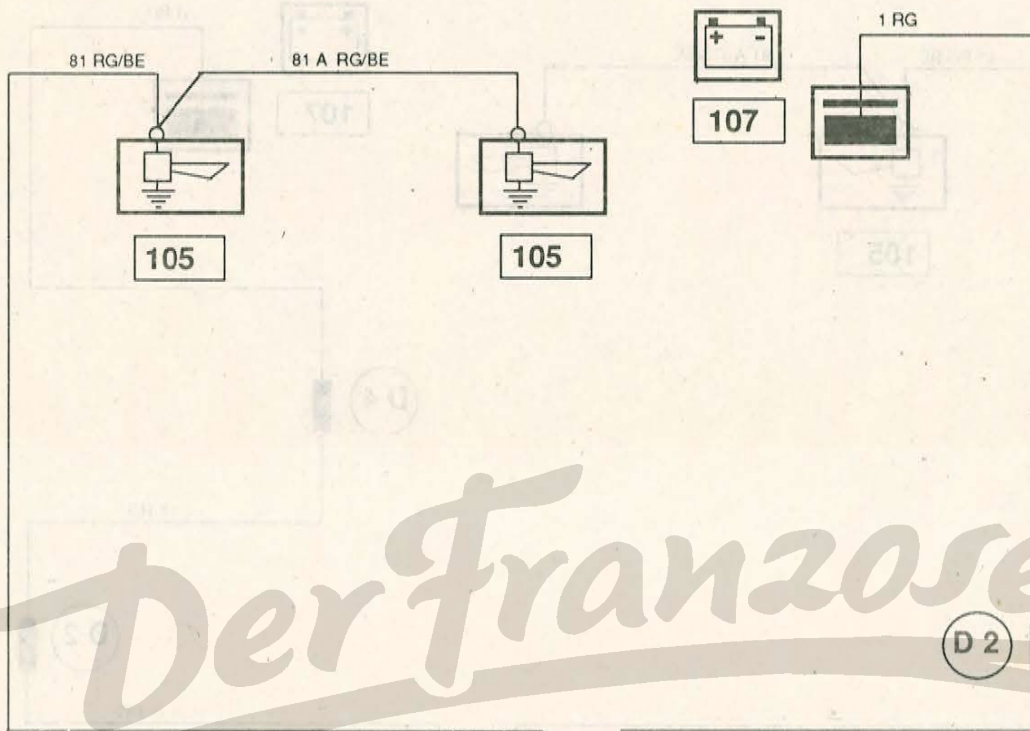 1 RG
81 RG/BE
81 A RG/BE
+ -
107
105
105
Der Franzose
D 2